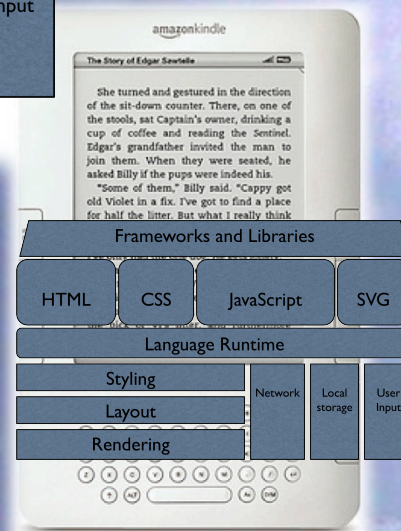 nput
amazonkindle
The Story of Edgar Sawtelle
She turned and gestured in the direction
of the sit-down counter. There, on one of
the stools, sat Captain's owner, drinking a
cup of coffee and reading the Sentinel.
Edgar's grandfather invited the man to
join them. When they were seated, he
asked Billy if the pups were indeed his.
"Some of them," Billy said. "Cappy got
old Violet in a fix. I've got to find a place
for half the litter. But what I really think
Frameworks and Libraries
HTML
CSS
JavaScript
SVG
Language Runtime
Styling
Layout
Rendering
Network
Local
storage
User
Input
Z X C V B N M
ALT